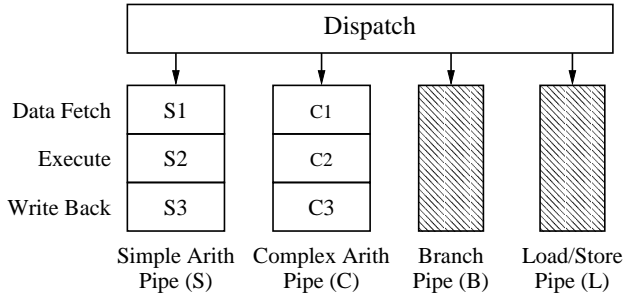 Dispatch
Data Fetch S1 C1
Execute S2 C2
Write Back S3 C3
Simple Arith Complex Arith Branch Load/Store
Pipe (S) Pipe (C) Pipe (B) Pipe (L)